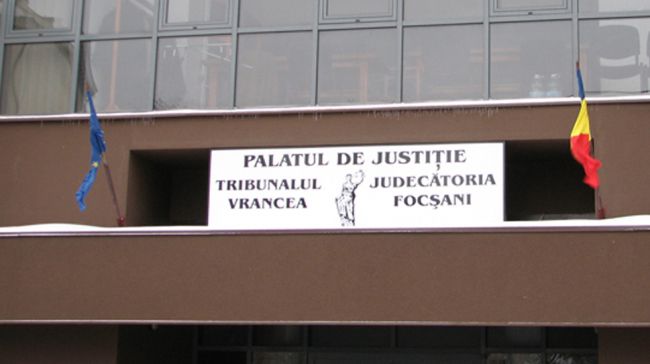 PALATUL DE JUSTIȚIE
TRIBUNALUL JUDECĂTORIA
VRANCEA FOCȘANI